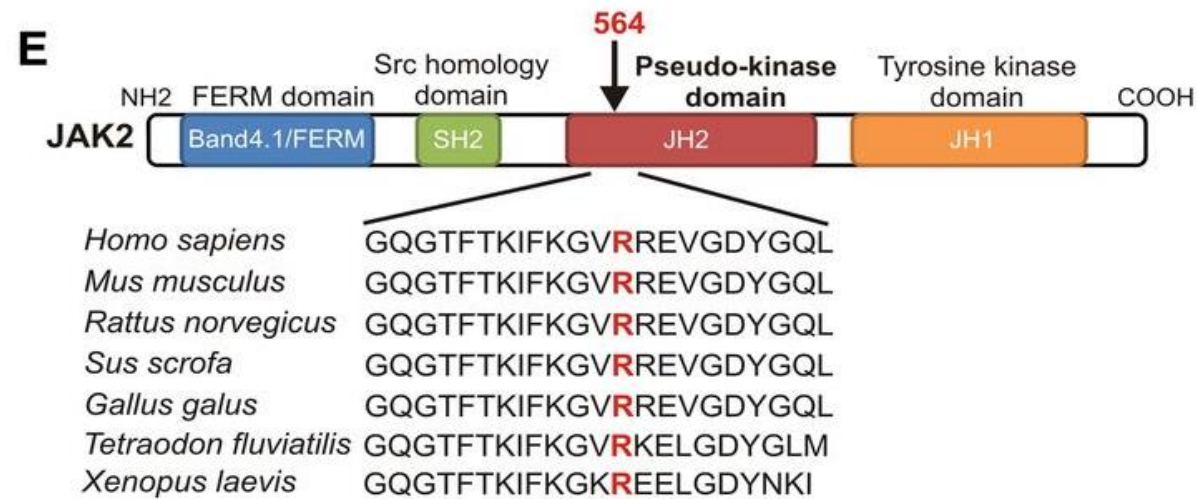 E
564
Src homology domain
Pseudo-kinase domain
Tyrosine kinase domain
NH2 FERM domain
COOH
JAK2 Band4.1/FERM SH2 JH2 JH1
Homo sapiens GQGTFTKIFKGVRREVGDYGQL
Mus musculus GQGTFTKIFKGVRREVGDYGQL
Rattus norvegicus GQGTFTKIFKGVRREVGDYGQL
Sus scrofa GQGTFTKIFKGVRREVGDYGQL
Gallus galus GQGTFTKIFKGVRREVGDYGQL
Tetraodon fluviatilis GQGTFTKIFKGVRKELGDYGLM
Xenopus laevis GQGTFTKIFKGKREELGDYNKI